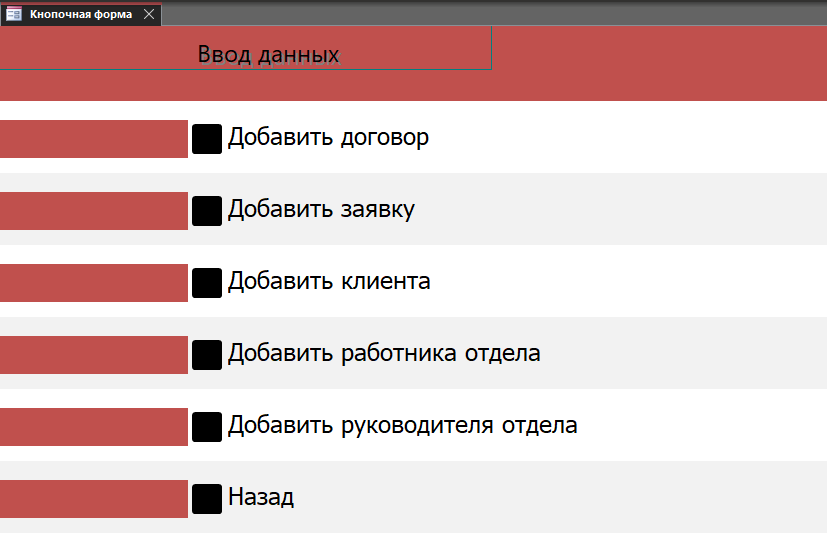 Кнопочная форма
Ввод данных
Добавить договор
Добавить заявку
Добавить клиента
Добавить работника отдела
Добавить руководителя отдела
Назад